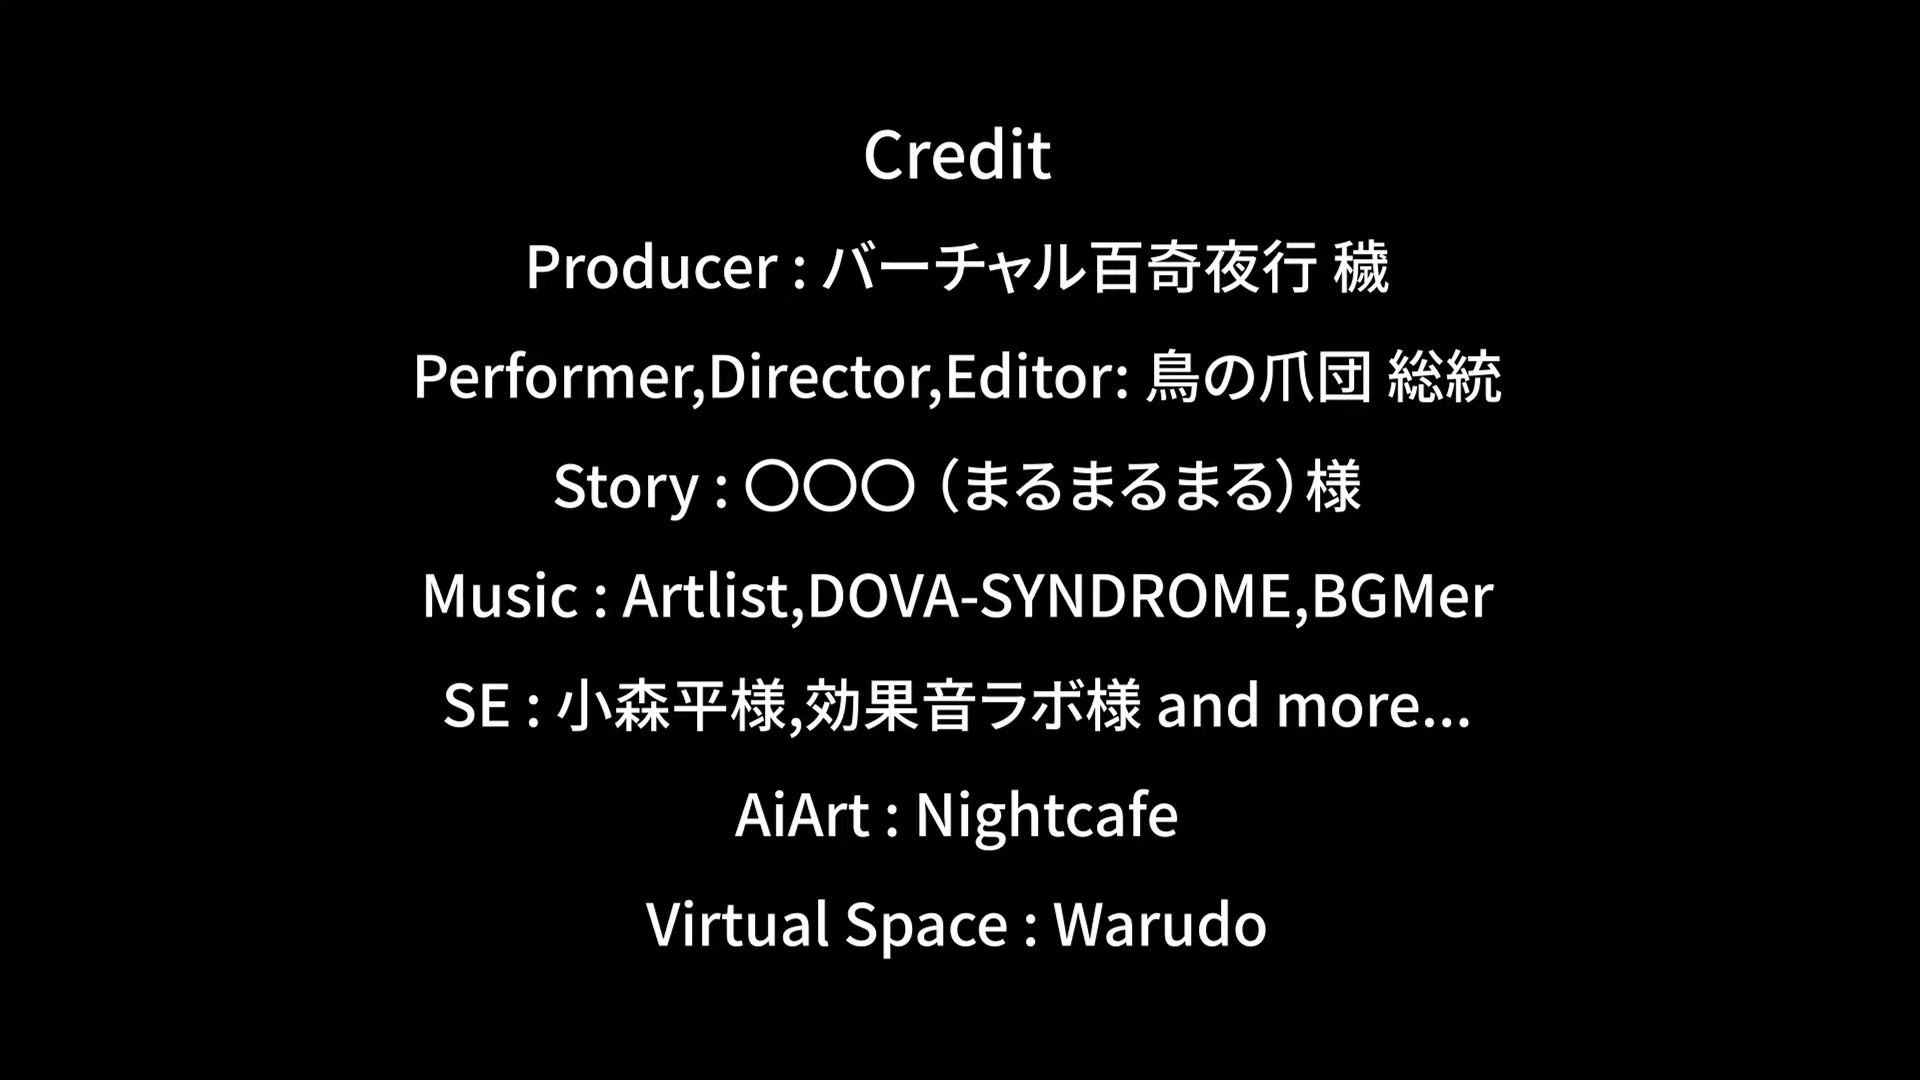 Credit
Producer : バーチャル百奇夜行 穢
Performer,Director,Editor: 鳥の爪団 総統
Story : 〇〇〇 （まるまるまる）様
Music : Artlist,DOVA-SYNDROME,BGMer
SE : 小森平様,効果音ラボ様 and more...
AiArt : Nightcafe
Virtual Space : Warudo